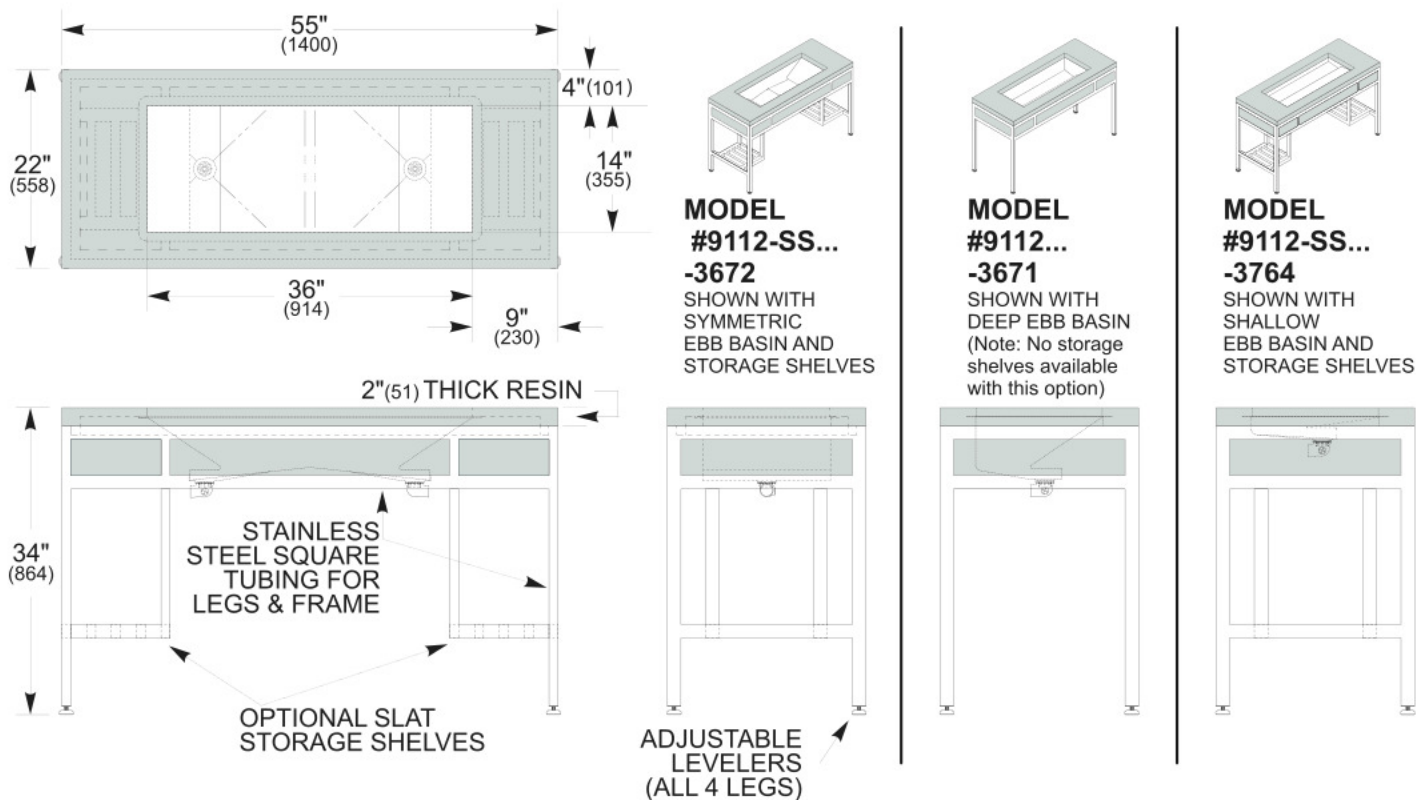 55"
(1400)
4"(101)
22"
(558)
14"
(355)
36"
(914)
9"
(230)
2"(51) THICK RESIN
34"
(864)
STAINLESS
STEEL SQUARE
TUBING FOR
LEGS & FRAME
OPTIONAL SLAT
STORAGE SHELVES
MODEL
#9112-SS...
-3672
SHOWN WITH
SYMMETRIC
EBB BASIN AND
STORAGE SHELVES
ADJUSTABLE
LEVELERS
(ALL 4 LEGS)
MODEL
#9112...
-3671
SHOWN WITH
DEEP EBB BASIN
(Note: No storage
shelves available
with this option)
MODEL
#9112-SS...
-3764
SHOWN WITH
SHALLOW
EBB BASIN AND
STORAGE SHELVES